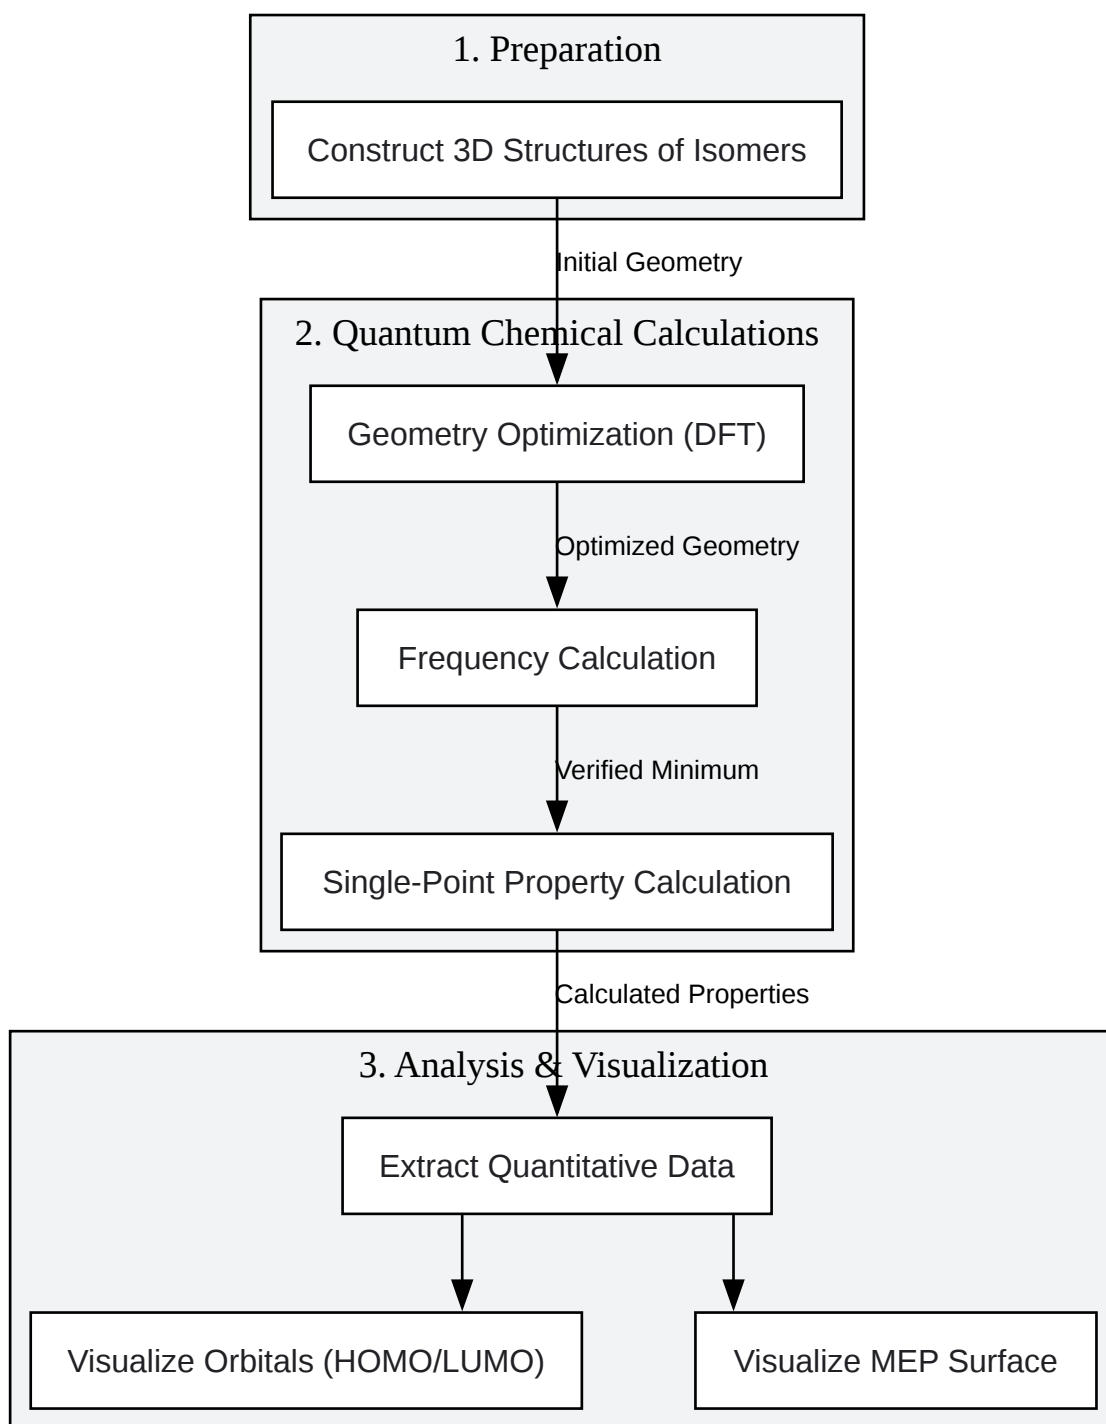 1. Preparation
Construct 3D Structures of Isomers
Initial Geometry
2. Quantum Chemical Calculations
Geometry Optimization (DFT)
Optimized Geometry
Frequency Calculation
Verified Minimum
Single-Point Property Calculation
Calculated Properties
3. Analysis & Visualization
Extract Quantitative Data
Visualize Orbitals (HOMO/LUMO)
Visualize MEP Surface